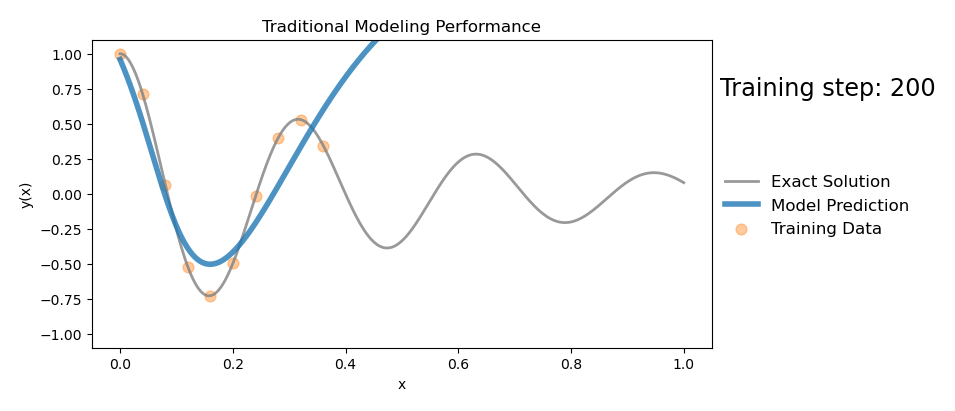 Traditional Modeling Performance
Training step: 200
1.00
0.75
0.50
0.25
0.00
−0.25
−0.50
−0.75
−1.00
y(x)
0.0 0.2 0.4 0.6 0.8 1.0
x
Exact Solution
Model Prediction
Training Data